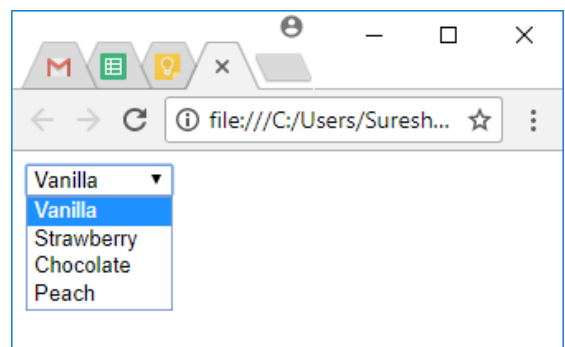 file:///C:/Users/Suresh...
Vanilla
Vanilla
Strawberry
Chocolate
Peach